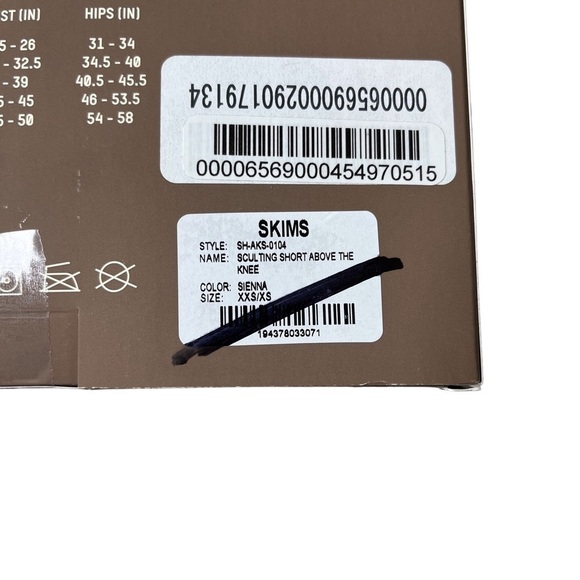 ST (IN) HIPS (IN)
5 - 26 31 - 34
- 32.5 34.5 - 40
- 39 40.5 - 45.5
5 - 45 46 - 53.5
5 - 50 54 - 58
00006569000290179134
00006569000454970515
SKIMS
STYLE: SH-AKS-0104
NAME: SCULTING SHORT ABOVE THE
KNEE
COLOR: SIENNA
SIZE: XXS/XS
194378033071